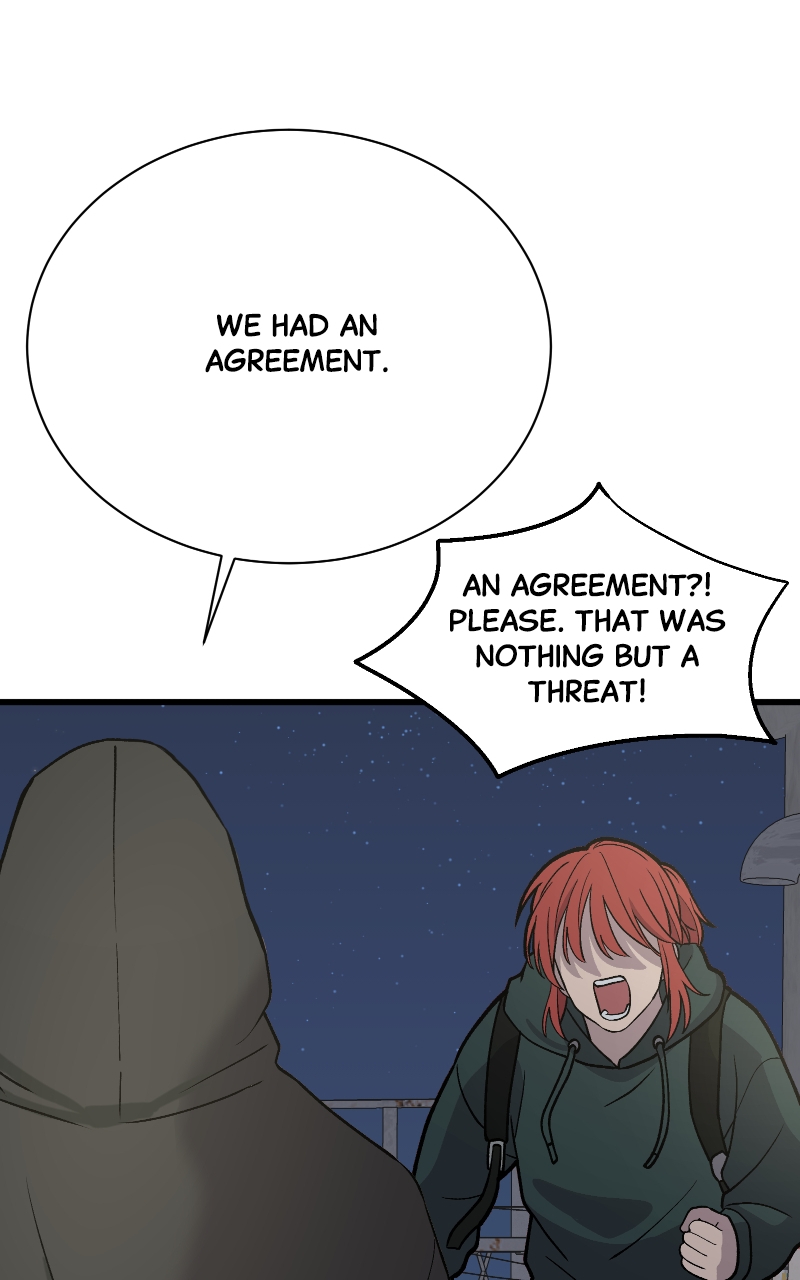 WE HAD AN
AGREEMENT.
AN AGREEMENT?!
PLEASE. THAT WAS
NOTHING BUT A
THREAT!